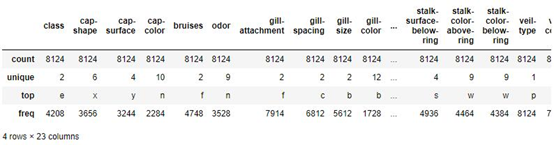 class cap-shape cap-surface cap-color bruises odor gill-attachment gill-spacing gill-size gill-color ... stalk-surface-below-ring stalk-color-above-ring stalk-color-below-ring veil-type
count 8124 8124 8124 8124 8124 8124 8124 8124 8124 8124 ... 8124 8124 8124 8124
unique 2 6 4 10 2 9 2 2 2 12 ... 4 9 9 1
top e x y n f n f c b b ... s w w p
freq 4208 3656 3244 2284 4748 3528 7914 6812 5612 1728 ... 4936 4464 4384 8124 7
4 rows × 23 columns